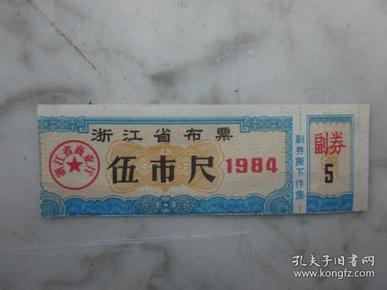 浙江省布票
浙江省商业厅
伍市尺
1984
副券撕下作废
副券
5
孔夫子旧书网
www.kongfz.com